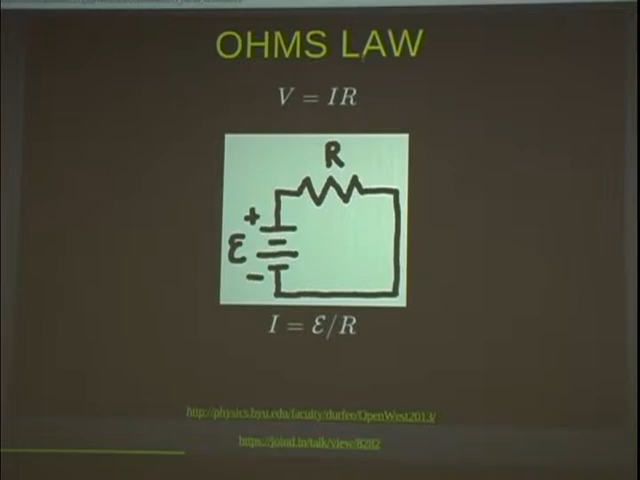 OHMS LAW
V = IR
R
+
ε
−
I = ε/R
http://physics.byu.edu/faculty/durfee/OpenWest2013/
https://joind.in/talk/view/8282